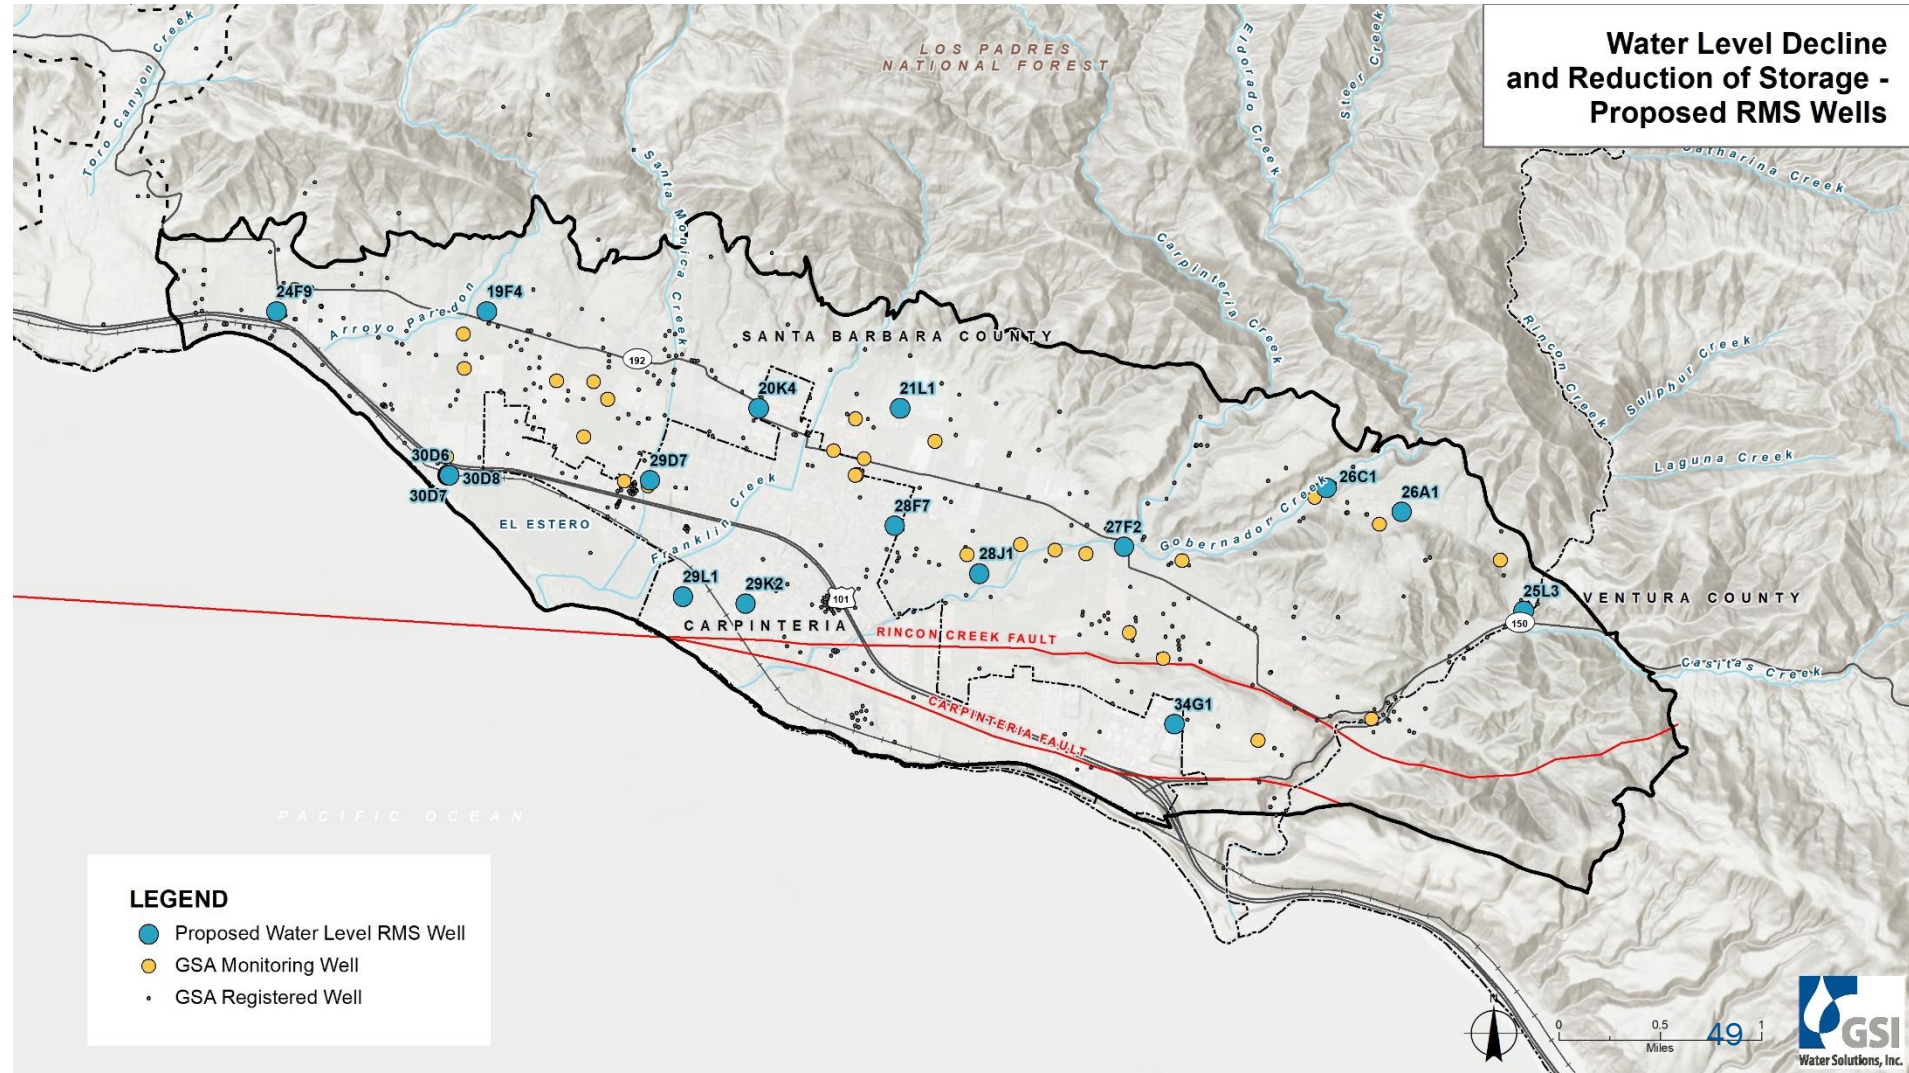 Water Level Decline
and Reduction of Storage -
Proposed RMS Wells
LOS PADRES
NATIONAL FOREST
Toro Canyon Creek
Eldorado Creek
Steer Creek
Catharina Creek
Santa Monica Creek
Carpinteria Creek
Rincon Creek
Sulphur Creek
Laguna Creek
24F9
19F4
Arroyo Paredon
192
SANTA BARBARA COUNTY
20K4
21L1
30D6
30D8
30D7
29D7
28F7
26C1
26A1
EL ESTERO
Franklin Creek
27F2
Gobernador Creek
28J1
29L1
29K2
101
CARPINTERIA
25L3
VENTURA COUNTY
150
RINCON CREEK FAULT
Casitas Creek
34G1
CARPINTERIA FAULT
PACIFIC OCEAN
LEGEND
Proposed Water Level RMS Well
GSA Monitoring Well
GSA Registered Well
N
0 0.5 1
Miles
49
GSI
Water Solutions, Inc.